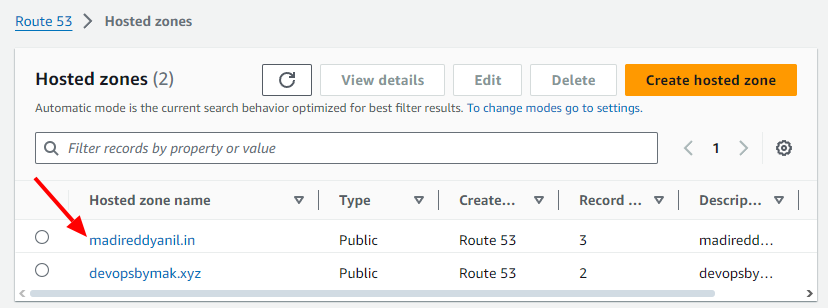 Route 53 > Hosted zones
Hosted zones (2) View details Edit Delete Create hosted zone
Automatic mode is the current search behavior optimized for best filter results. To change modes go to settings.
Filter records by property or value 1
Hosted zone name Type Create... Record ... Descrip...
madireddyanil.in Public Route 53 3 madiredd...
devopsbymak.xyz Public Route 53 2 devopsby...